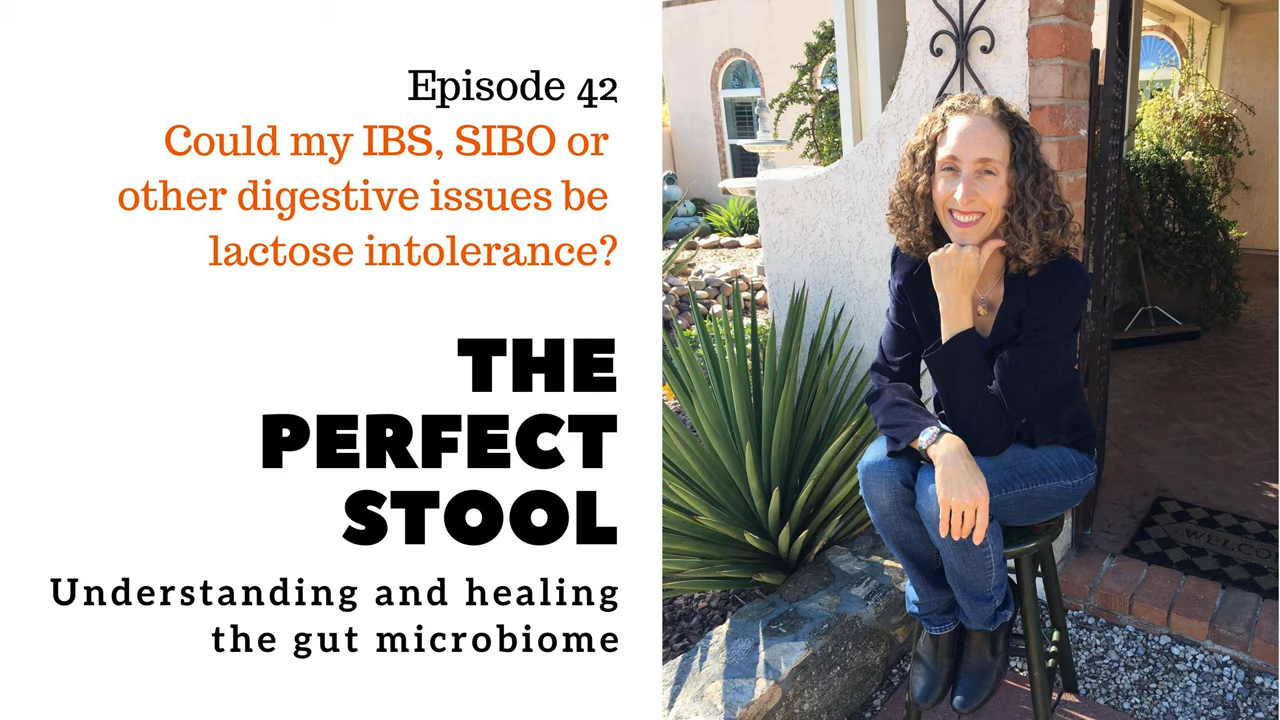 Episode 42
Could my IBS, SIBO or
other digestive issues be
lactose intolerance?
THE
PERFECT
STOOL
Understanding and healing
the gut microbiome